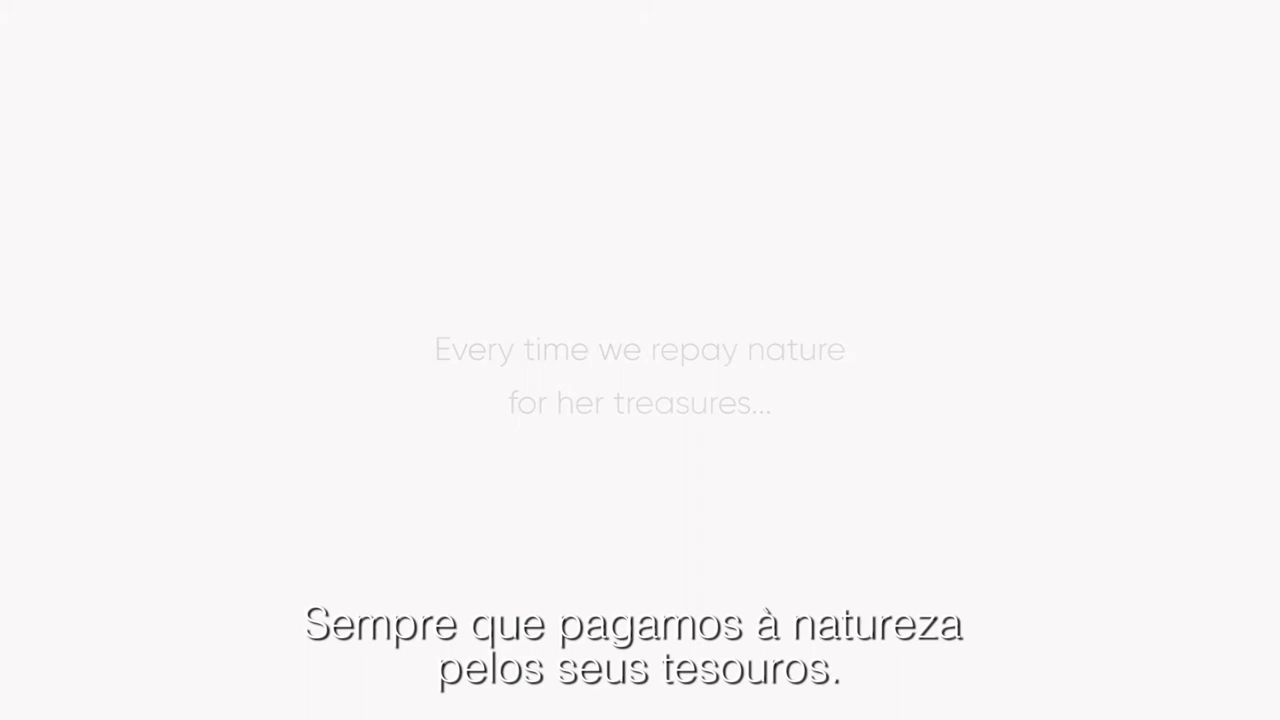 Every time we repay nature
for her treasures...
Sempre que pagamos à natureza
pelos seus tesouros.